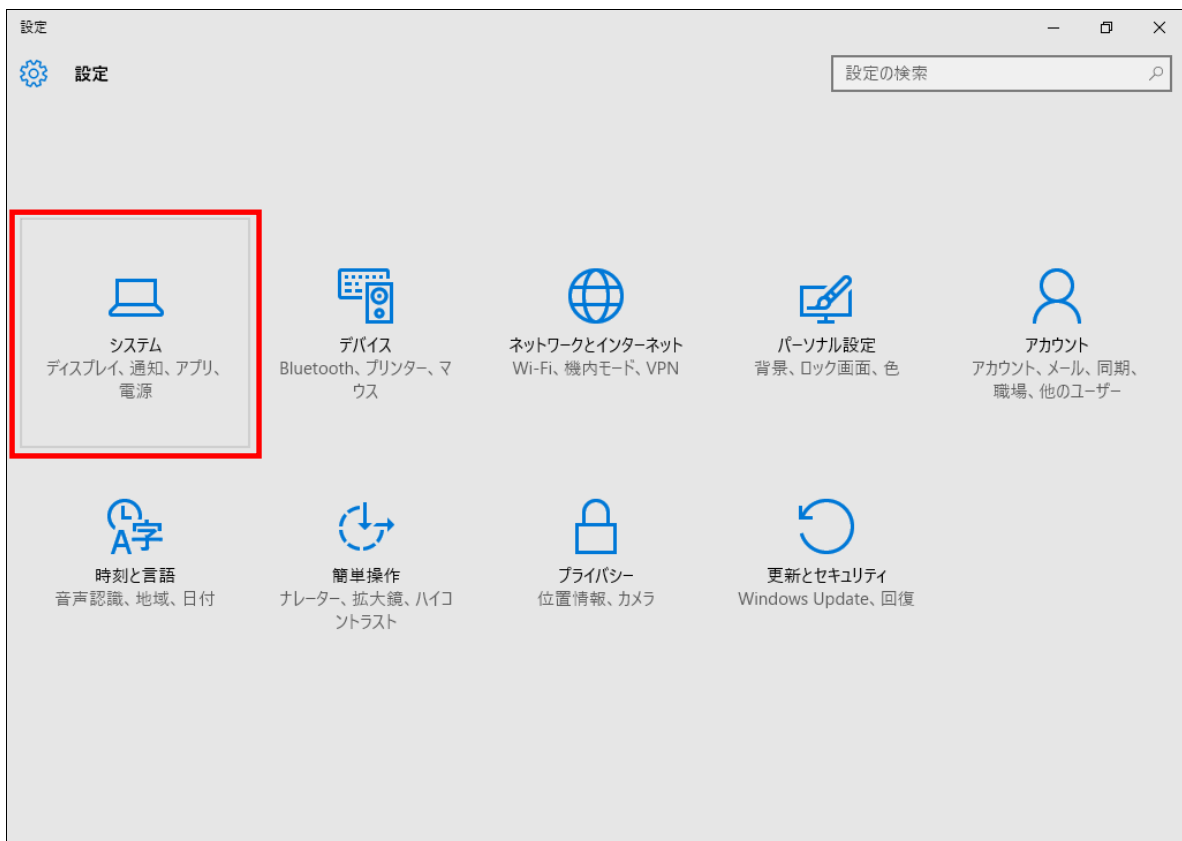 設定
設定
設定の検索
システム
ディスプレイ、通知、アプリ、
電源
デバイス
Bluetooth、プリンター、マ
ウス
ネットワークとインターネット
Wi-Fi、機内モード、VPN
パーソナル設定
背景、ロック画面、色
アカウント
アカウント、メール、同期、
職場、他のユーザー
時刻と言語
音声認識、地域、日付
簡単操作
ナレーター、拡大鏡、ハイコ
ントラスト
プライバシー
位置情報、カメラ
更新とセキュリティ
Windows Update、回復